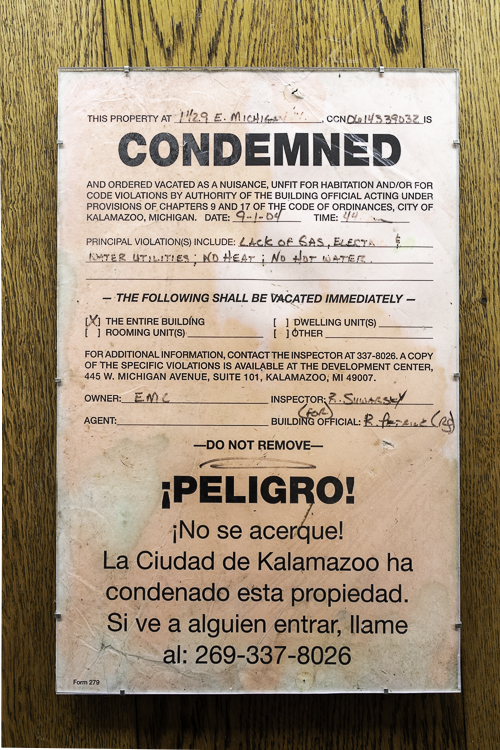 THIS PROPERTY AT 1429 E. MICHIGAN , CCN 0614339032 IS
CONDEMNED
AND ORDERED VACATED AS A NUISANCE, UNFIT FOR HABITATION AND/OR FOR
CODE VIOLATIONS BY AUTHORITY OF THE BUILDING OFFICIAL ACTING UNDER
PROVISIONS OF CHAPTERS 9 AND 17 OF THE CODE OF ORDINANCES, CITY OF
KALAMAZOO, MICHIGAN. DATE: 9-1-04 TIME:
PRINCIPAL VIOLATION(S) INCLUDE: LACK OF GAS,
WATER UTILITIES; NO HEAT; NO HOT WATER.
— THE FOLLOWING SHALL BE VACATED IMMEDIATELY —
[X] THE ENTIRE BUILDING [ ] DWELLING UNIT(S)
[ ] ROOMING UNIT(S) [ ] OTHER
FOR ADDITIONAL INFORMATION, CONTACT THE INSPECTOR AT 337-8026. A COPY
OF THE SPECIFIC VIOLATIONS IS AVAILABLE AT THE DEVELOPMENT CENTER,
445 W. MICHIGAN AVENUE, SUITE 101, KALAMAZOO, MI 49007.
OWNER: EMC INSPECTOR: R.
(FOR)
AGENT: BUILDING OFFICIAL: R.
—DO NOT REMOVE—
¡PELIGRO!
¡No se acerque!
La Ciudad de Kalamazoo ha
condenado esta propiedad.
Si ve a alguien entrar, llame
al: 269-337-8026
Form 279